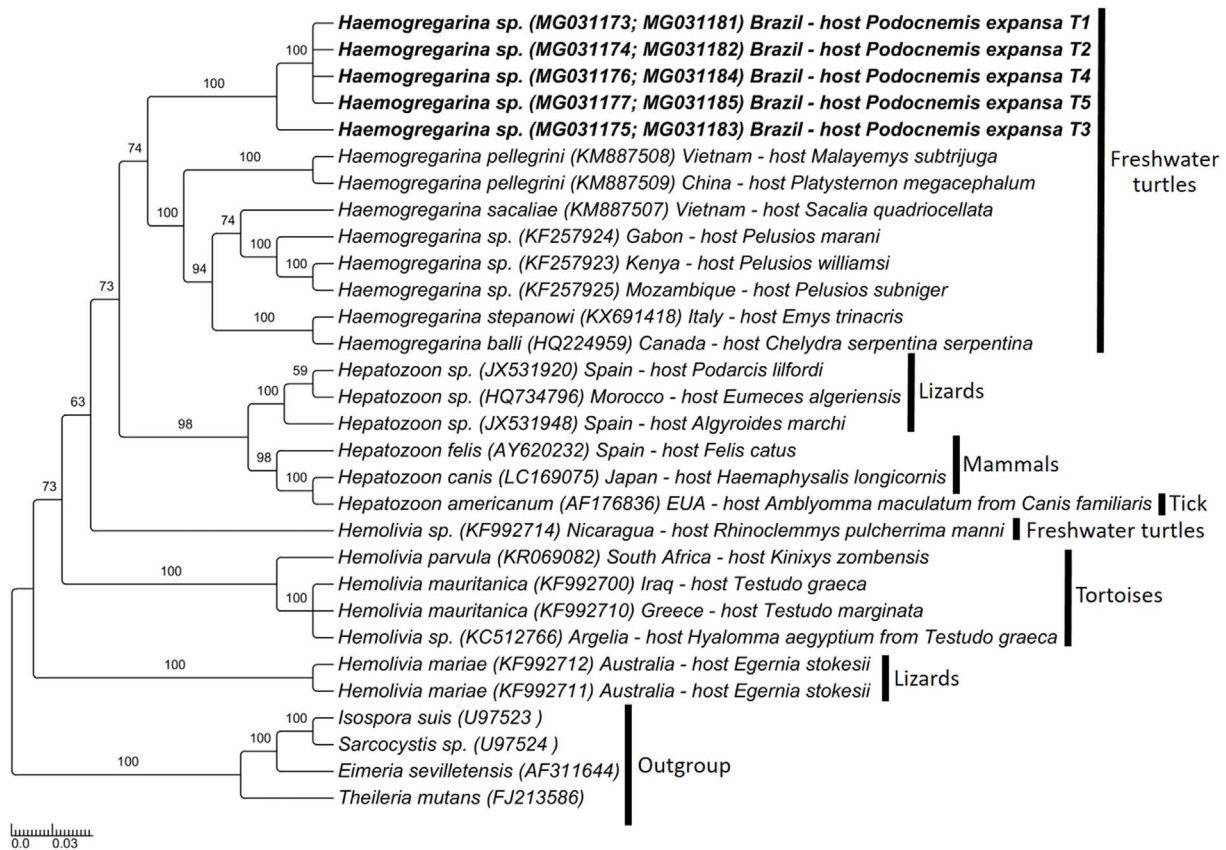 Haemogregarina sp. (MG031173; MG031181) Brazil - host Podocnemis expansa T1
100
Haemogregarina sp. (MG031174; MG031182) Brazil - host Podocnemis expansa T2
Haemogregarina sp. (MG031176; MG031184) Brazil - host Podocnemis expansa T4
100
Haemogregarina sp. (MG031177; MG031185) Brazil - host Podocnemis expansa T5
Haemogregarina sp. (MG031175; MG031183) Brazil - host Podocnemis expansa T3
Freshwater
turtles
74
100
Haemogregarina pellegrini (KM887508) Vietnam - host Malayemys subtrijuga
Haemogregarina pellegrini (KM887509) China - host Platysternon megacephalum
100
74
Haemogregarina sacaliae (KM887507) Vietnam - host Sacalia quadriocellata
Haemogregarina sp. (KF257924) Gabon - host Pelusios marani
100
94
100
Haemogregarina sp. (KF257923) Kenya - host Pelusios williamsi
Haemogregarina sp. (KF257925) Mozambique - host Pelusios subniger
73
100
Haemogregarina stepanowi (KX691418) Italy - host Emys trinacris
Haemogregarina balli (HQ224959) Canada - host Chelydra serpentina serpentina
59
Hepatozoon sp. (JX531920) Spain - host Podarcis lilfordi
100
Hepatozoon sp. (HQ734796) Morocco - host Eumeces algeriensis
Lizards
Hepatozoon sp. (JX531948) Spain - host Algyroides marchi
63
98
98
Hepatozoon felis (AY620232) Spain - host Felis catus
Mammals
100
Hepatozoon canis (LC169075) Japan - host Haemaphysalis longicornis
Hepatozoon americanum (AF176836) EUA - host Amblyomma maculatum from Canis familiaris
Tick
73
Hemolivia sp. (KF992714) Nicaragua - host Rhinoclemmys pulcherrima manni
Freshwater turtles
Hemolivia parvula (KR069082) South Africa - host Kinixys zombensis
100
Hemolivia mauritanica (KF992700) Iraq - host Testudo graeca
Tortoises
100
Hemolivia mauritanica (KF992710) Greece - host Testudo marginata
Hemolivia sp. (KC512766) Argelia - host Hyalomma aegyptium from Testudo graeca
100
Hemolivia mariae (KF992712) Australia - host Egernia stokesii
Lizards
Hemolivia mariae (KF992711) Australia - host Egernia stokesii
100
Isospora suis (U97523 )
100
Sarcocystis sp. (U97524 )
100
Eimeria sevilletensis (AF311644)
Outgroup
Theileria mutans (FJ213586)
0.0 0.03